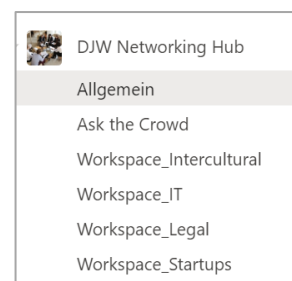 DJW Networking Hub
Allgemein
Ask the Crowd
Workspace_Intercultural
Workspace_IT
Workspace_Legal
Workspace_Startups